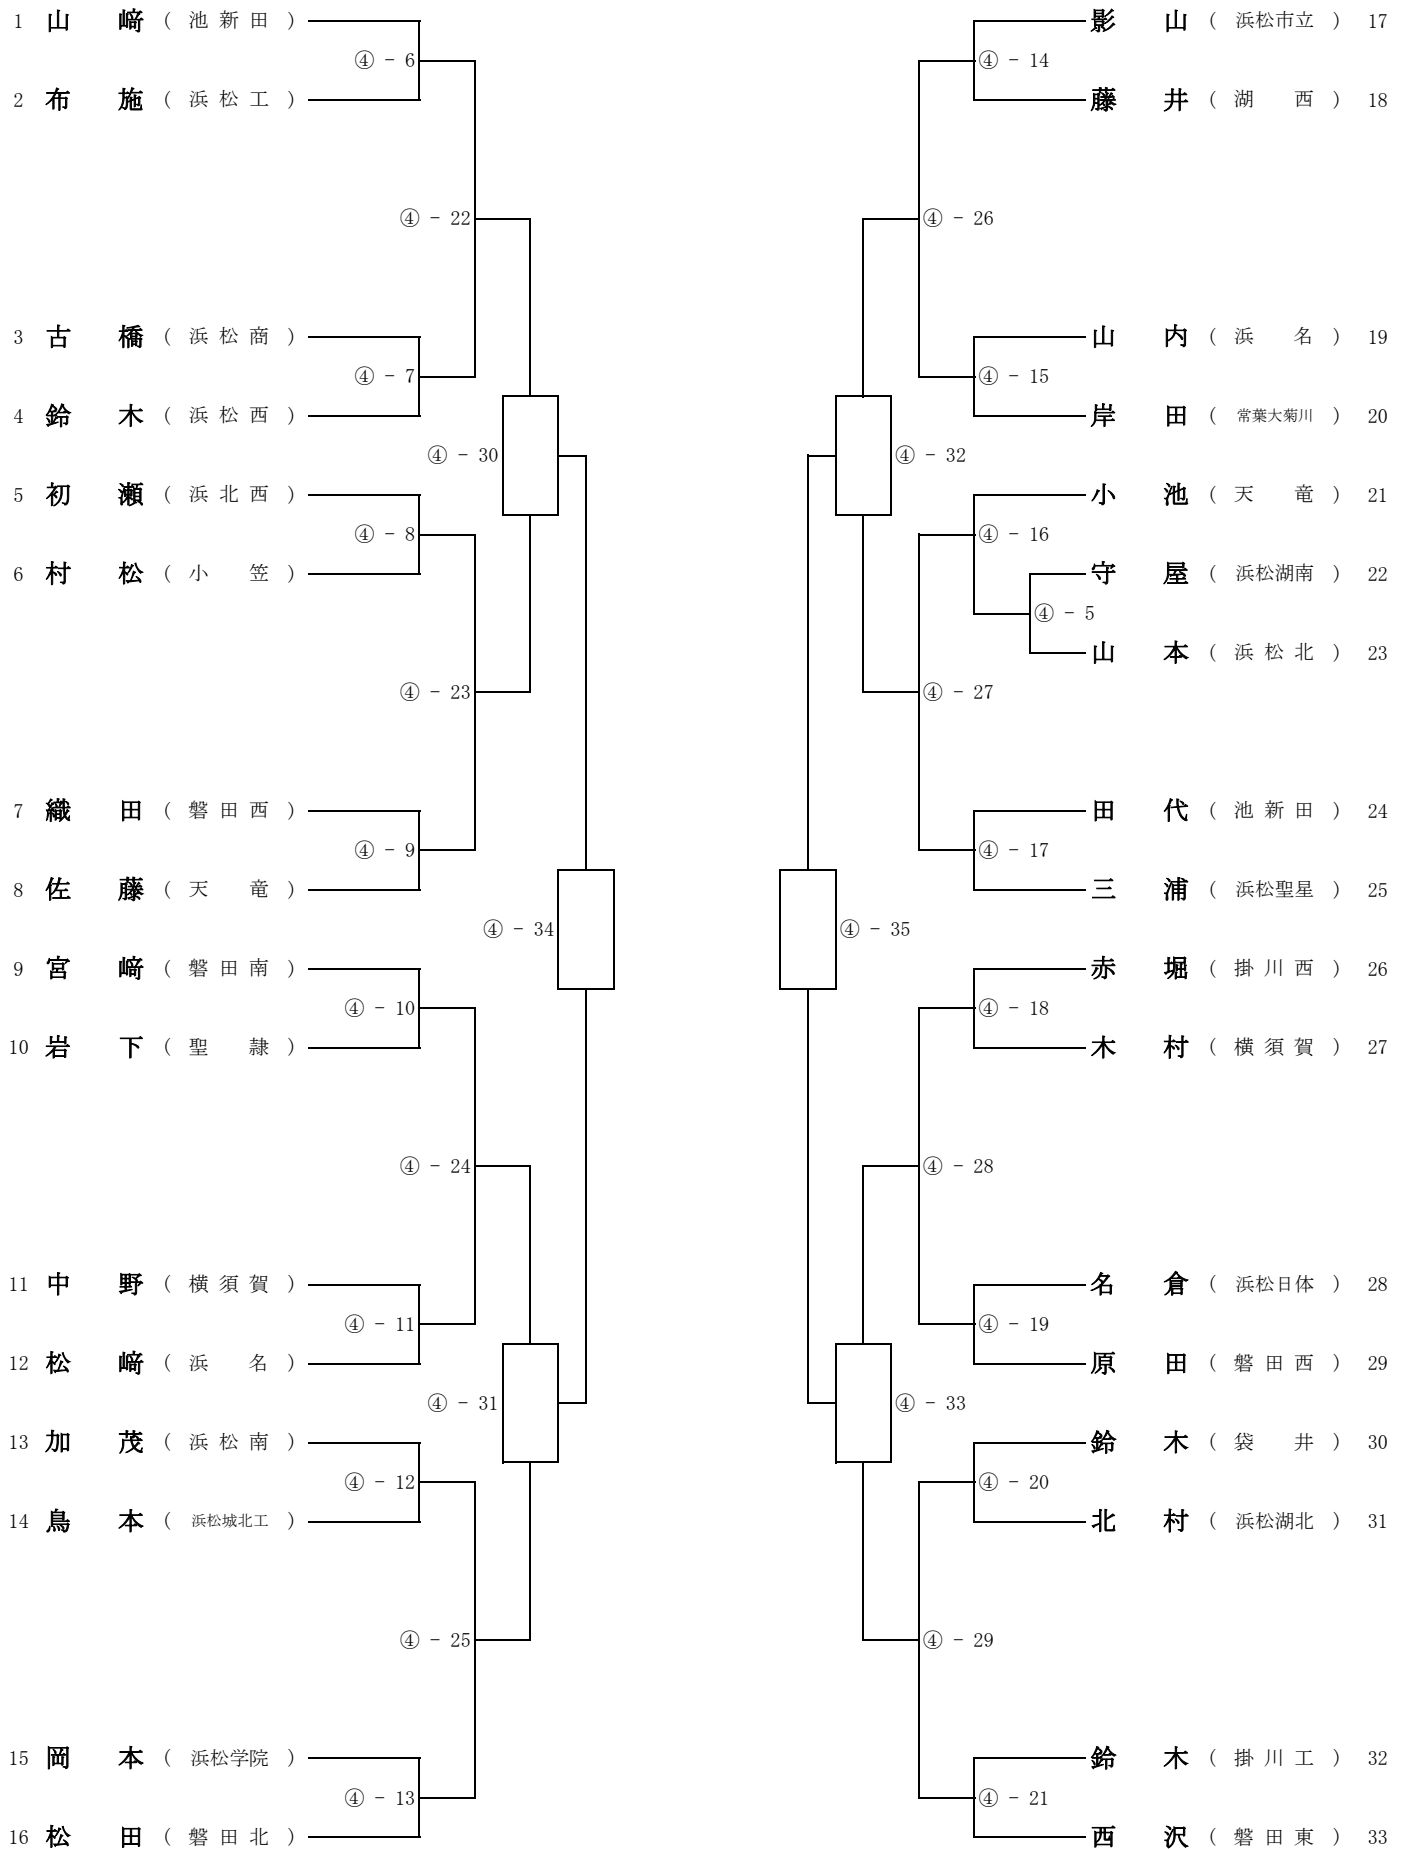 1 山 﨑 ( 池 新 田 )
④ - 6
2 布 施 ( 浜 松 工 )
④ - 22
3 古 橋 ( 浜 松 商 )
④ - 7
4 鈴 木 ( 浜 松 西 )
④ - 30
5 初 瀬 ( 浜 北 西 )
④ - 8
6 村 松 ( 小 笠 )
④ - 23
7 織 田 ( 磐 田 西 )
④ - 9
8 佐 藤 ( 天 竜 )
④ - 34
9 宮 﨑 ( 磐 田 南 )
④ - 10
10 岩 下 ( 聖 隷 )
④ - 24
11 中 野 ( 横 須 賀 )
④ - 11
12 松 﨑 ( 浜 名 )
④ - 31
13 加 茂 ( 浜 松 南 )
④ - 12
14 鳥 本 ( 浜松城北工 )
④ - 25
15 岡 本 ( 浜松学院 )
④ - 13
16 松 田 ( 磐 田 北 )
影 山 ( 浜松市立 ) 17
④ - 14
藤 井 ( 湖 西 ) 18
④ - 26
山 内 ( 浜 名 ) 19
④ - 15
岸 田 ( 常葉大菊川 ) 20
④ - 32
小 池 ( 天 竜 ) 21
④ - 16
守 屋 ( 浜松湖南 ) 22
④ - 5
山 本 ( 浜 松 北 ) 23
④ - 27
田 代 ( 池 新 田 ) 24
④ - 17
三 浦 ( 浜松聖星 ) 25
④ - 35
赤 堀 ( 掛 川 西 ) 26
④ - 18
木 村 ( 横 須 賀 ) 27
④ - 28
名 倉 ( 浜松日体 ) 28
④ - 19
原 田 ( 磐 田 西 ) 29
④ - 33
鈴 木 ( 袋 井 ) 30
④ - 20
北 村 ( 浜松湖北 ) 31
④ - 29
鈴 木 ( 掛 川 工 ) 32
④ - 21
西 沢 ( 磐 田 東 ) 33